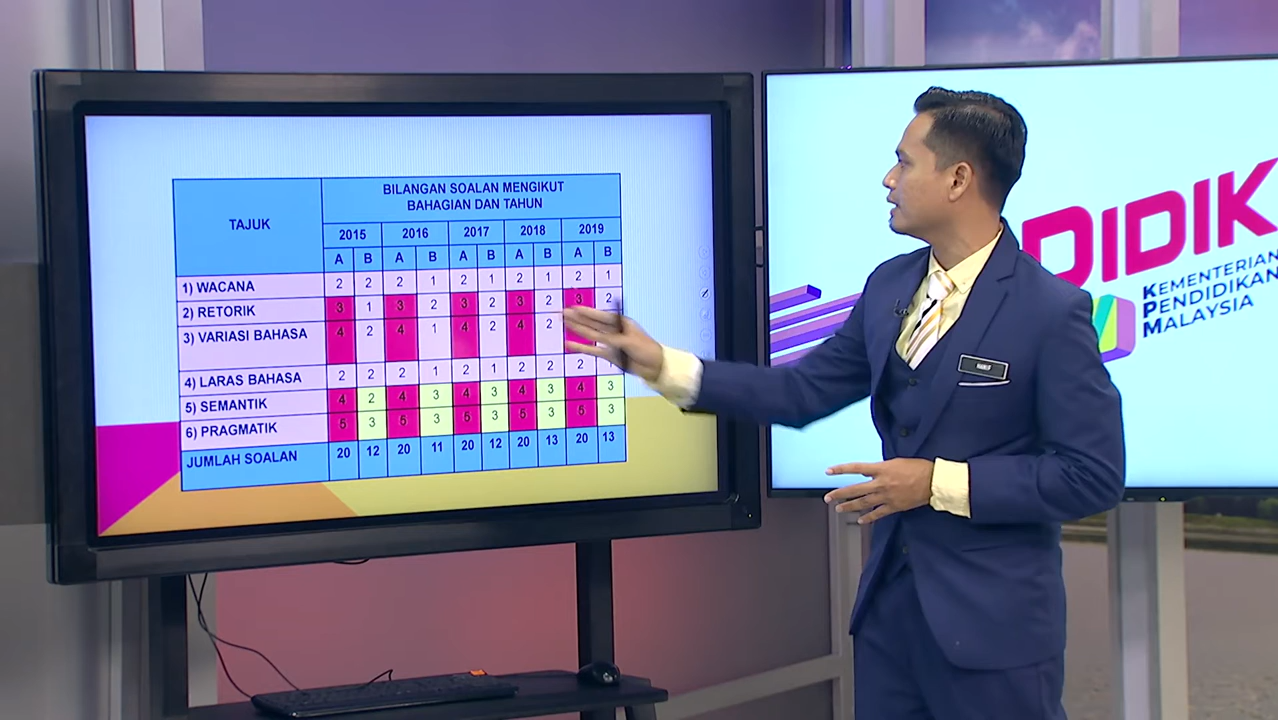 BILANGAN SOALAN MENGIKUT
BAHAGIAN DAN TAHUN
TAJUK
2015 2016 2017 2018 2019
A B A B A B A B A B
1) WACANA 2 2 2 1 2 1 2 1 2 1
2) RETORIK 3 1 3 2 3 2 3 2 3 2
3) VARIASI BAHASA 4 2 4 1 4 2 4 2
4) LARAS BAHASA 2 2 2 1 2 1 2 2 2
5) SEMANTIK 4 2 4 3 4 3 4 3 4 3
6) PRAGMATIK 5 3 5 3 5 3 5 3 5 3
JUMLAH SOALAN 20 12 20 11 20 12 20 13 20 13
DIDIK
KEMENTERIAN
PENDIDIKAN
MALAYSIA